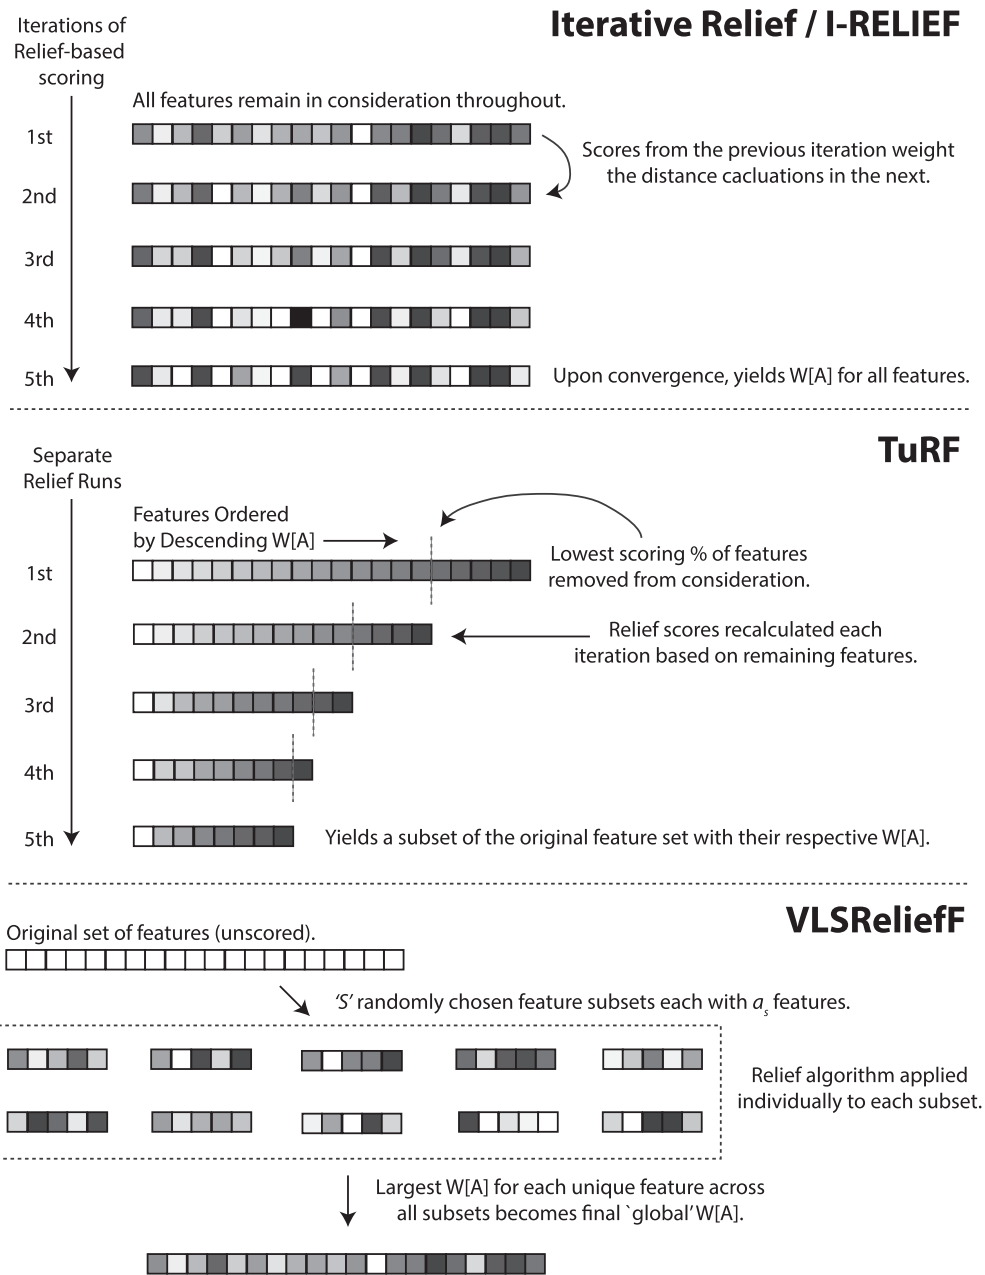 Iterative Relief / I-RELIEF
Iterations of
Relief-based
scoring
All features remain in consideration throughout.
1st
Scores from the previous iteration weight
the distance cacluations in the next.
2nd
3rd
4th
5th
Upon convergence, yields W[A] for all features.
TuRF
Separate
Relief Runs
Features Ordered
by Descending W[A]
Lowest scoring % of features
removed from consideration.
1st
2nd
Relief scores recalculated each
iteration based on remaining features.
3rd
4th
5th
Yields a subset of the original feature set with their respective W[A].
VLSReliefF
Original set of features (unscored).
'S' randomly chosen feature subsets each with a_s features.
Relief algorithm applied
individually to each subset.
Largest W[A] for each unique feature across
all subsets becomes final `global' W[A].